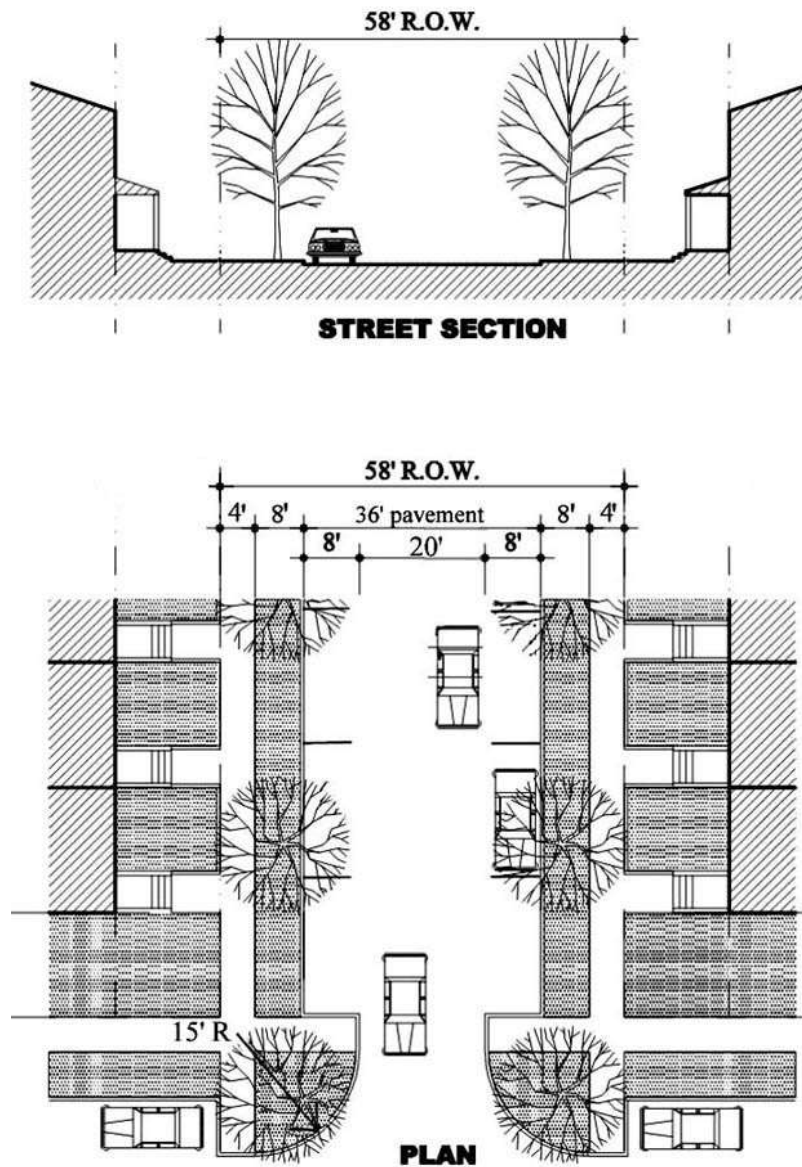 58' R.O.W.
STREET SECTION
58' R.O.W.
4' 8' 36' pavement 8' 4'
8' 20' 8'
15' R
PLAN